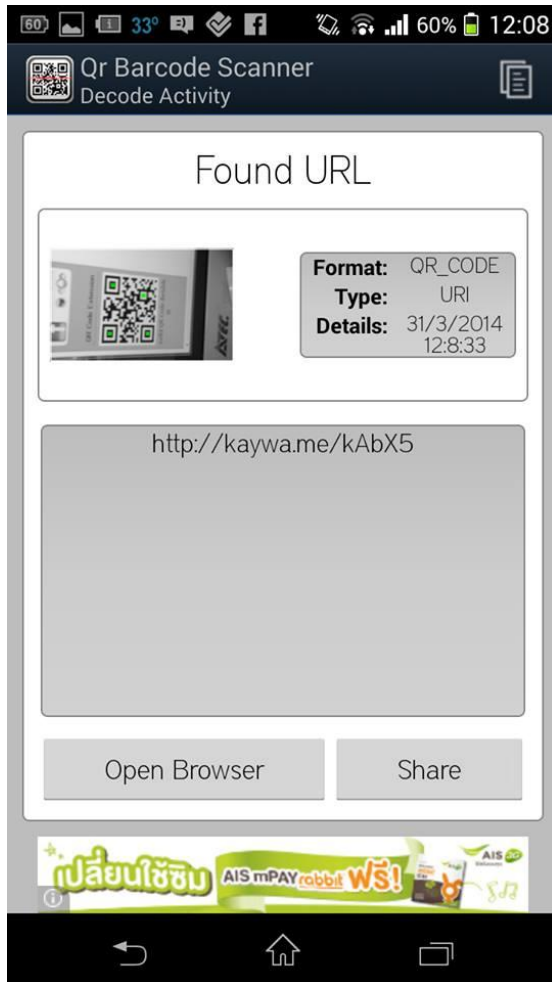 60
33°
60%
12:08
Qr Barcode Scanner
Decode Activity
Found URL
Format: QR_CODE
Type: URI
Details: 31/3/2014
12:8:33
http://kaywa.me/kAbX5
Open Browser
Share
เปลี่ยนใช้ซิม AIS mPAY rabbit ฟรี!
AIS 3G